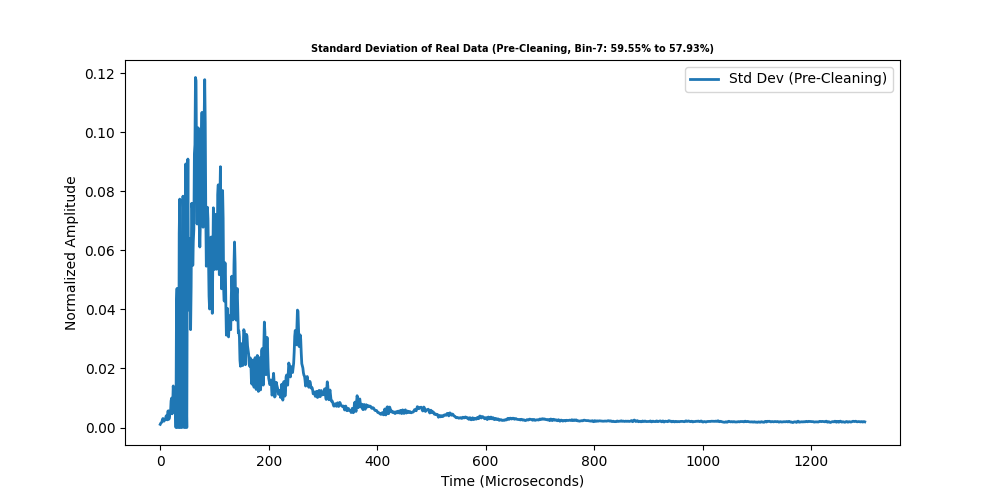 Standard Deviation of Real Data (Pre-Cleaning, Bin-7: 59.55% to 57.93%)
Std Dev (Pre-Cleaning)
0.12
0.10
0.08
0.06
0.04
0.02
0.00
Normalized Amplitude
0 200 400 600 800 1000 1200
Time (Microseconds)